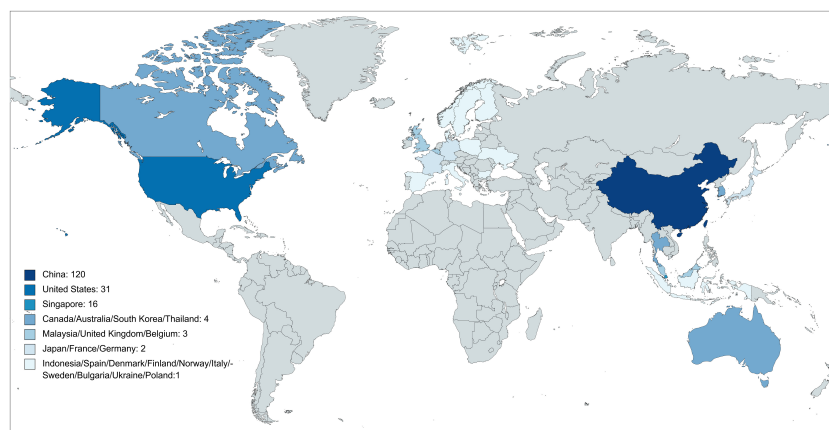 China: 120
United States: 31
Singapore: 16
Canada/Australia/South Korea/Thailand: 4
Malaysia/United Kingdom/Belgium: 3
Japan/France/Germany: 2
Indonesia/Spain/Denmark/Finland/Norway/Italy/-
Sweden/Bulgaria/Ukraine/Poland:1